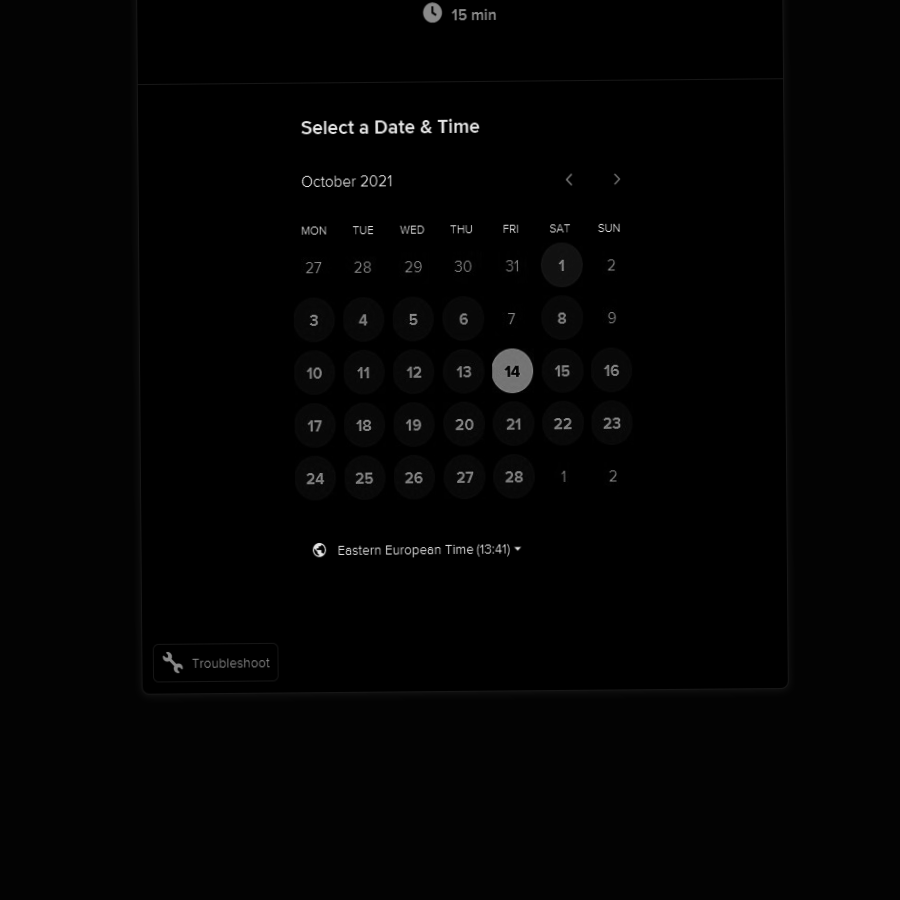 15 min
Select a Date & Time
October 2021
MON TUE WED THU FRI SAT SUN
27 28 29 30 31 1 2
3 4 5 6 7 8 9
10 11 12 13 14 15 16
17 18 19 20 21 22 23
24 25 26 27 28 1 2
Eastern European Time (13:41)
Troubleshoot